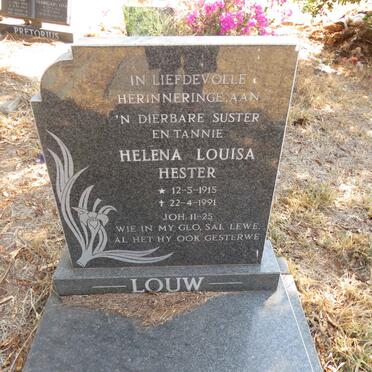 PRETORIUS
IN LIEFDEVOLLE
HERINNERINGE AAN
'N DIERBARE SUSTER
EN TANNIE
HELENA LOUISA
HESTER
★ 12-5-1915
✝ 22-4-1991
JOH. 11-25
WIE IN MY GLO, SAL LEWE,
AL HET HY OOK GESTERWE
LOUW